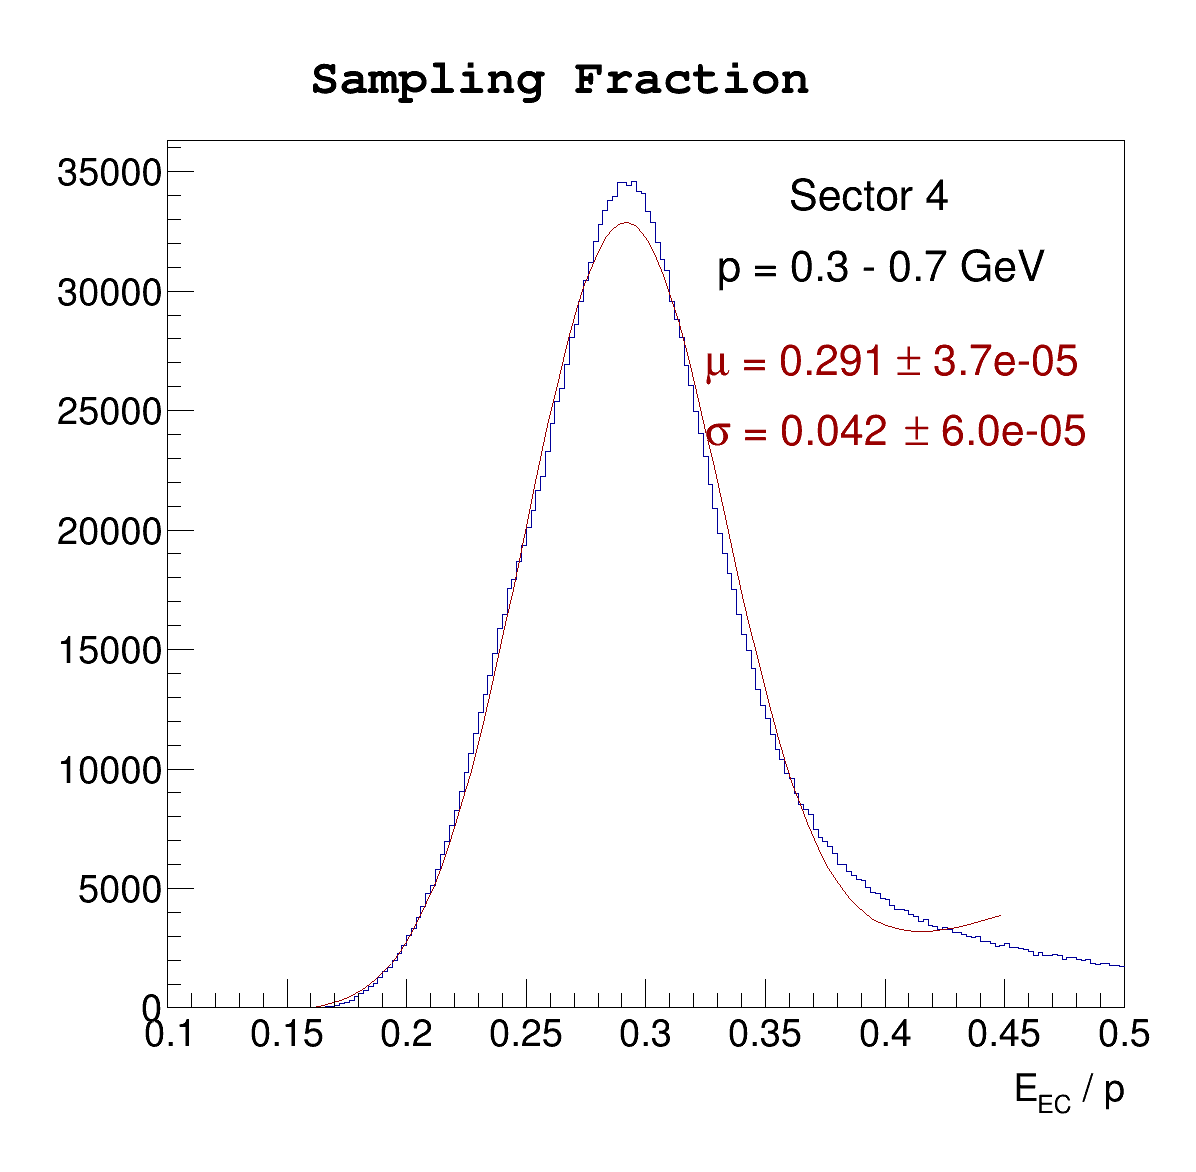 Sampling Fraction
35000
30000
25000
20000
15000
10000
5000
0
Sector 4
p = 0.3 - 0.7 GeV
μ = 0.291 ± 3.7e-05
σ = 0.042 ± 6.0e-05
0.1 0.15 0.2 0.25 0.3 0.35 0.4 0.45 0.5
E_EC / p